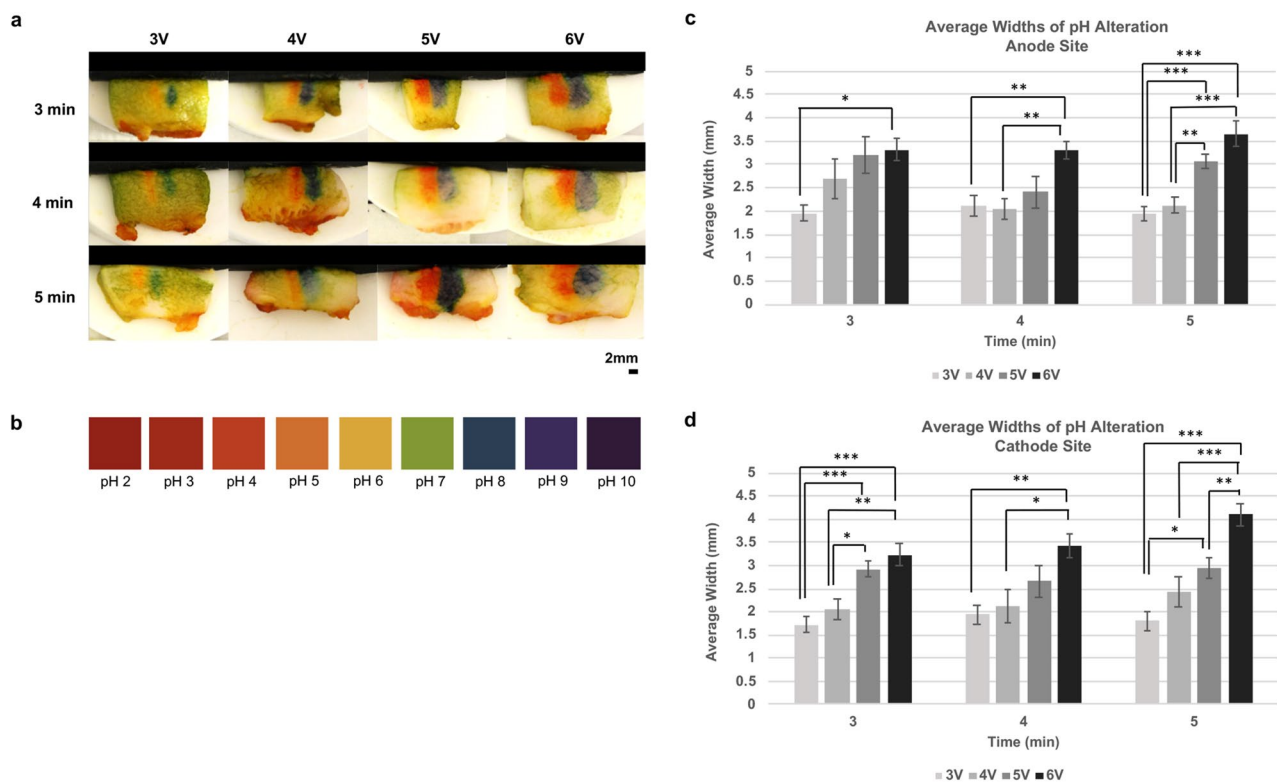 a
3V 4V 5V 6V
3 min
4 min
5 min
2mm
b
pH 2 pH 3 pH 4 pH 5 pH 6 pH 7 pH 8 pH 9 pH 10
c
Average Widths of pH Alteration
Anode Site
*** 
***
* ** ***
** **
5
4.5
4
3.5
3
2.5
2
1.5
1
0.5
0
Average Width (mm)
3 4 5
Time (min)
3V 4V 5V 6V
d
Average Widths of pH Alteration
Cathode Site
***
*** ** ***
*** **
** * *
*
5
4.5
4
3.5
3
2.5
2
1.5
1
0.5
0
Average Width (mm)
3 4 5
Time (min)
3V 4V 5V 6V